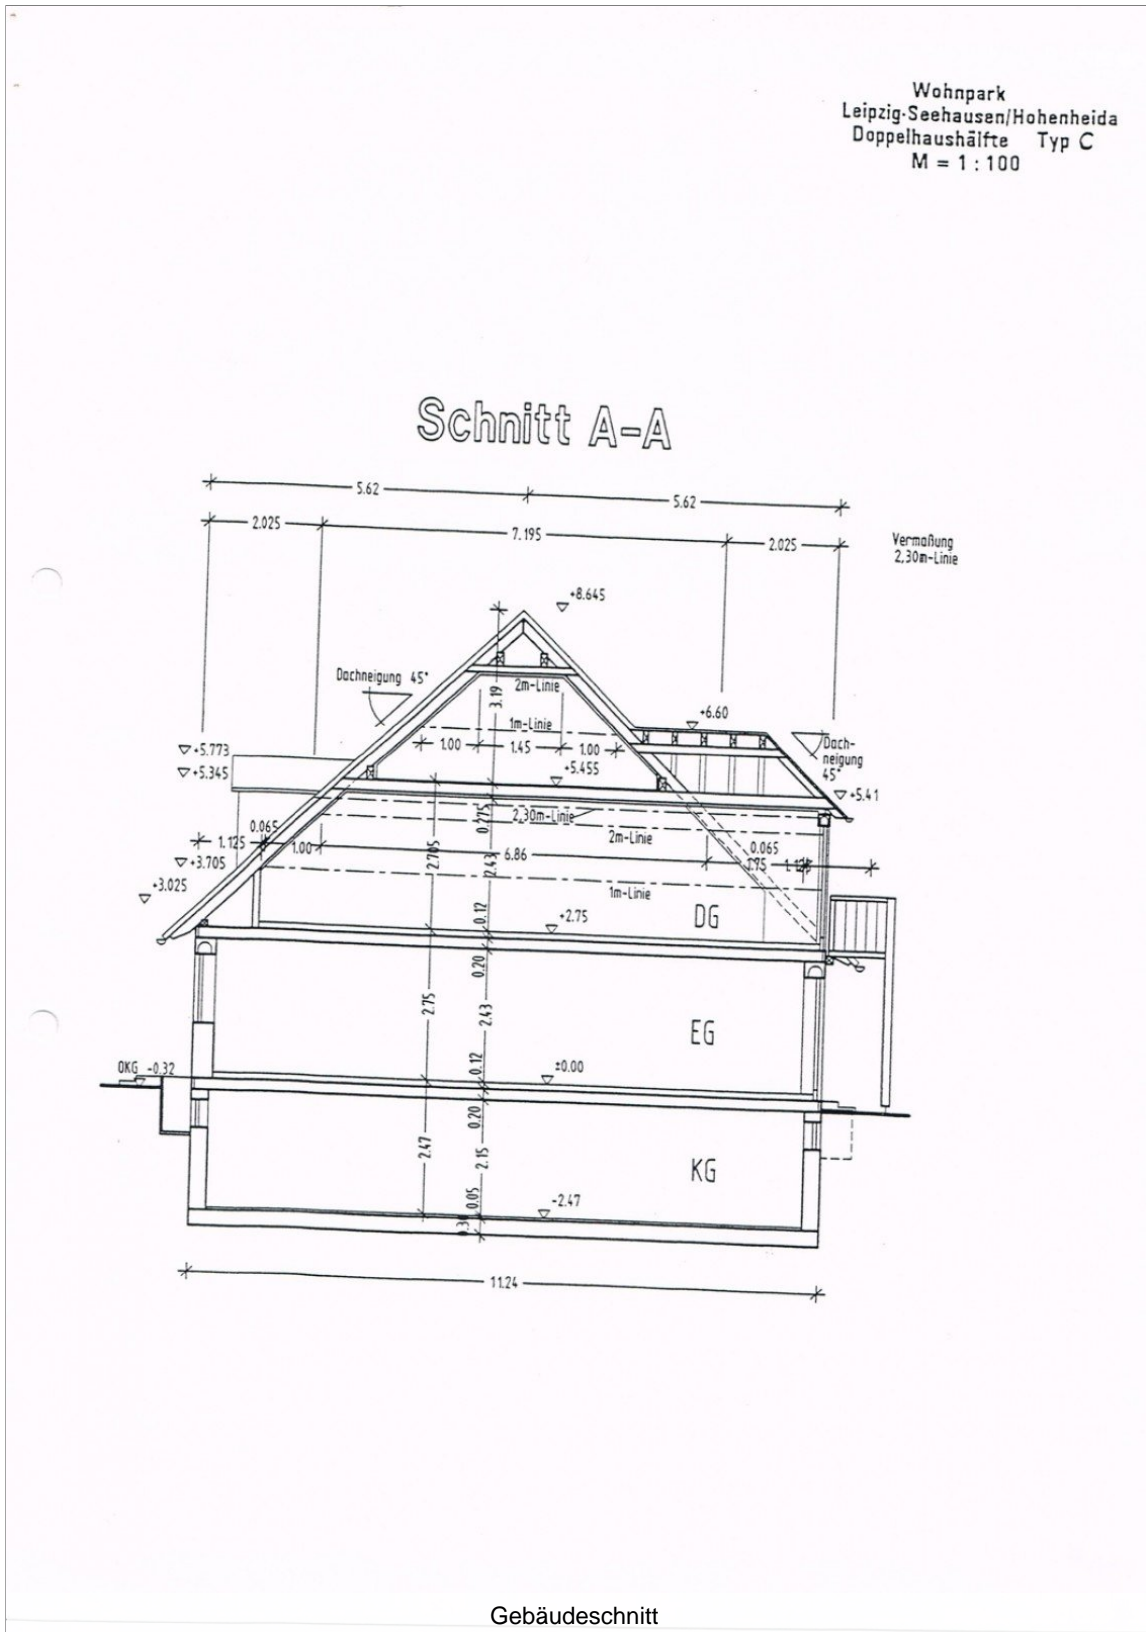 Wohnpark
Leipzig-Seehausen/Hohenheida
Doppelhaushälfte Typ C
M = 1 : 100
Schnitt A-A
5.62
5.62
2.025
7.195
2.025
Vermaßung
2,30m-Linie
+8.645
Dachneigung 45°
2m-Linie
3.19
+6.60
1m-Linie
1.00
1.45
1.00
Dach-
neigung
45°
+5.773
+5.345
+5.455
+5.41
0.275
2,30m-Linie
2m-Linie
0.065
1.125
1.00
2.705
2.43
6.86
0.065
+3.705
1m-Linie
+3.025
0.12
+2.75
DG
0.20
2.75
2.43
EG
0.12
±0.00
OKG -0.32
0.20
2.47
2.15
KG
0.05
-2.47
11.24
Gebäudeschnitt